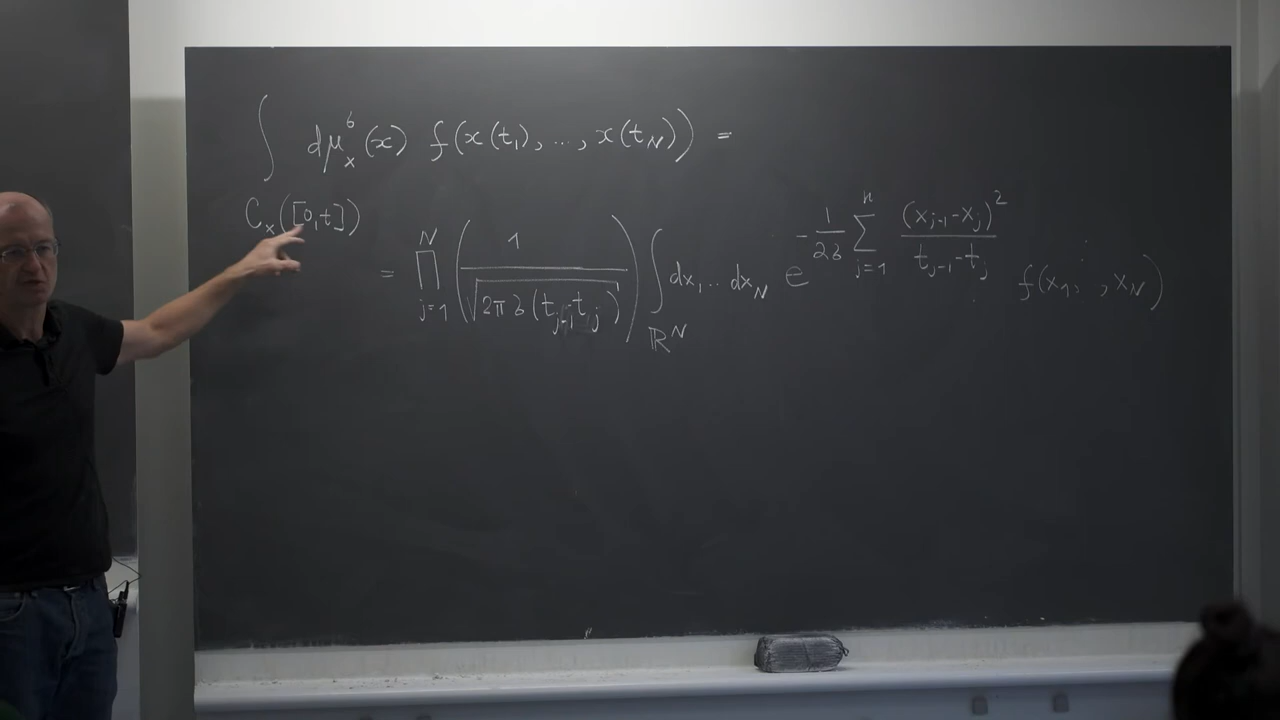 ∫_{C_x([0,t])} dμ_x^σ(x) f(x(t_1), ..., x(t_N)) =
= ∏_{j=1}^{N} (1/√(2πσ(t_{j-1}-t_j))) ∫_{ℝ^N} dx_1 .. dx_N e^{-1/(2σ) ∑_{j=1}^{n} (x_{j-1}-x_j)^2/(t_{j-1}-t_j)} f(x_1, , x_N)